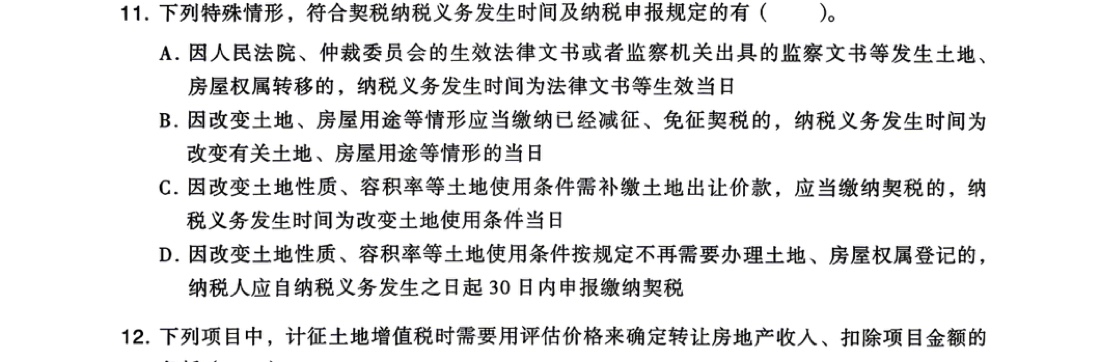 11. 下列特殊情形，符合契税纳税义务发生时间及纳税申报规定的有（　　）。
A. 因人民法院、仲裁委员会的生效法律文书或者监察机关出具的监察文书等发生土地、
房屋权属转移的，纳税义务发生时间为法律文书等生效当日
B. 因改变土地、房屋用途等情形应当缴纳已经减征、免征契税的，纳税义务发生时间为
改变有关土地、房屋用途等情形的当日
C. 因改变土地性质、容积率等土地使用条件需补缴土地出让价款，应当缴纳契税的，纳
税义务发生时间为改变土地使用条件当日
D. 因改变土地性质、容积率等土地使用条件按规定不再需要办理土地、房屋权属登记的，
纳税人应自纳税义务发生之日起 30 日内申报缴纳契税
12. 下列项目中，计征土地增值税时需要用评估价格来确定转让房地产收入、扣除项目金额的